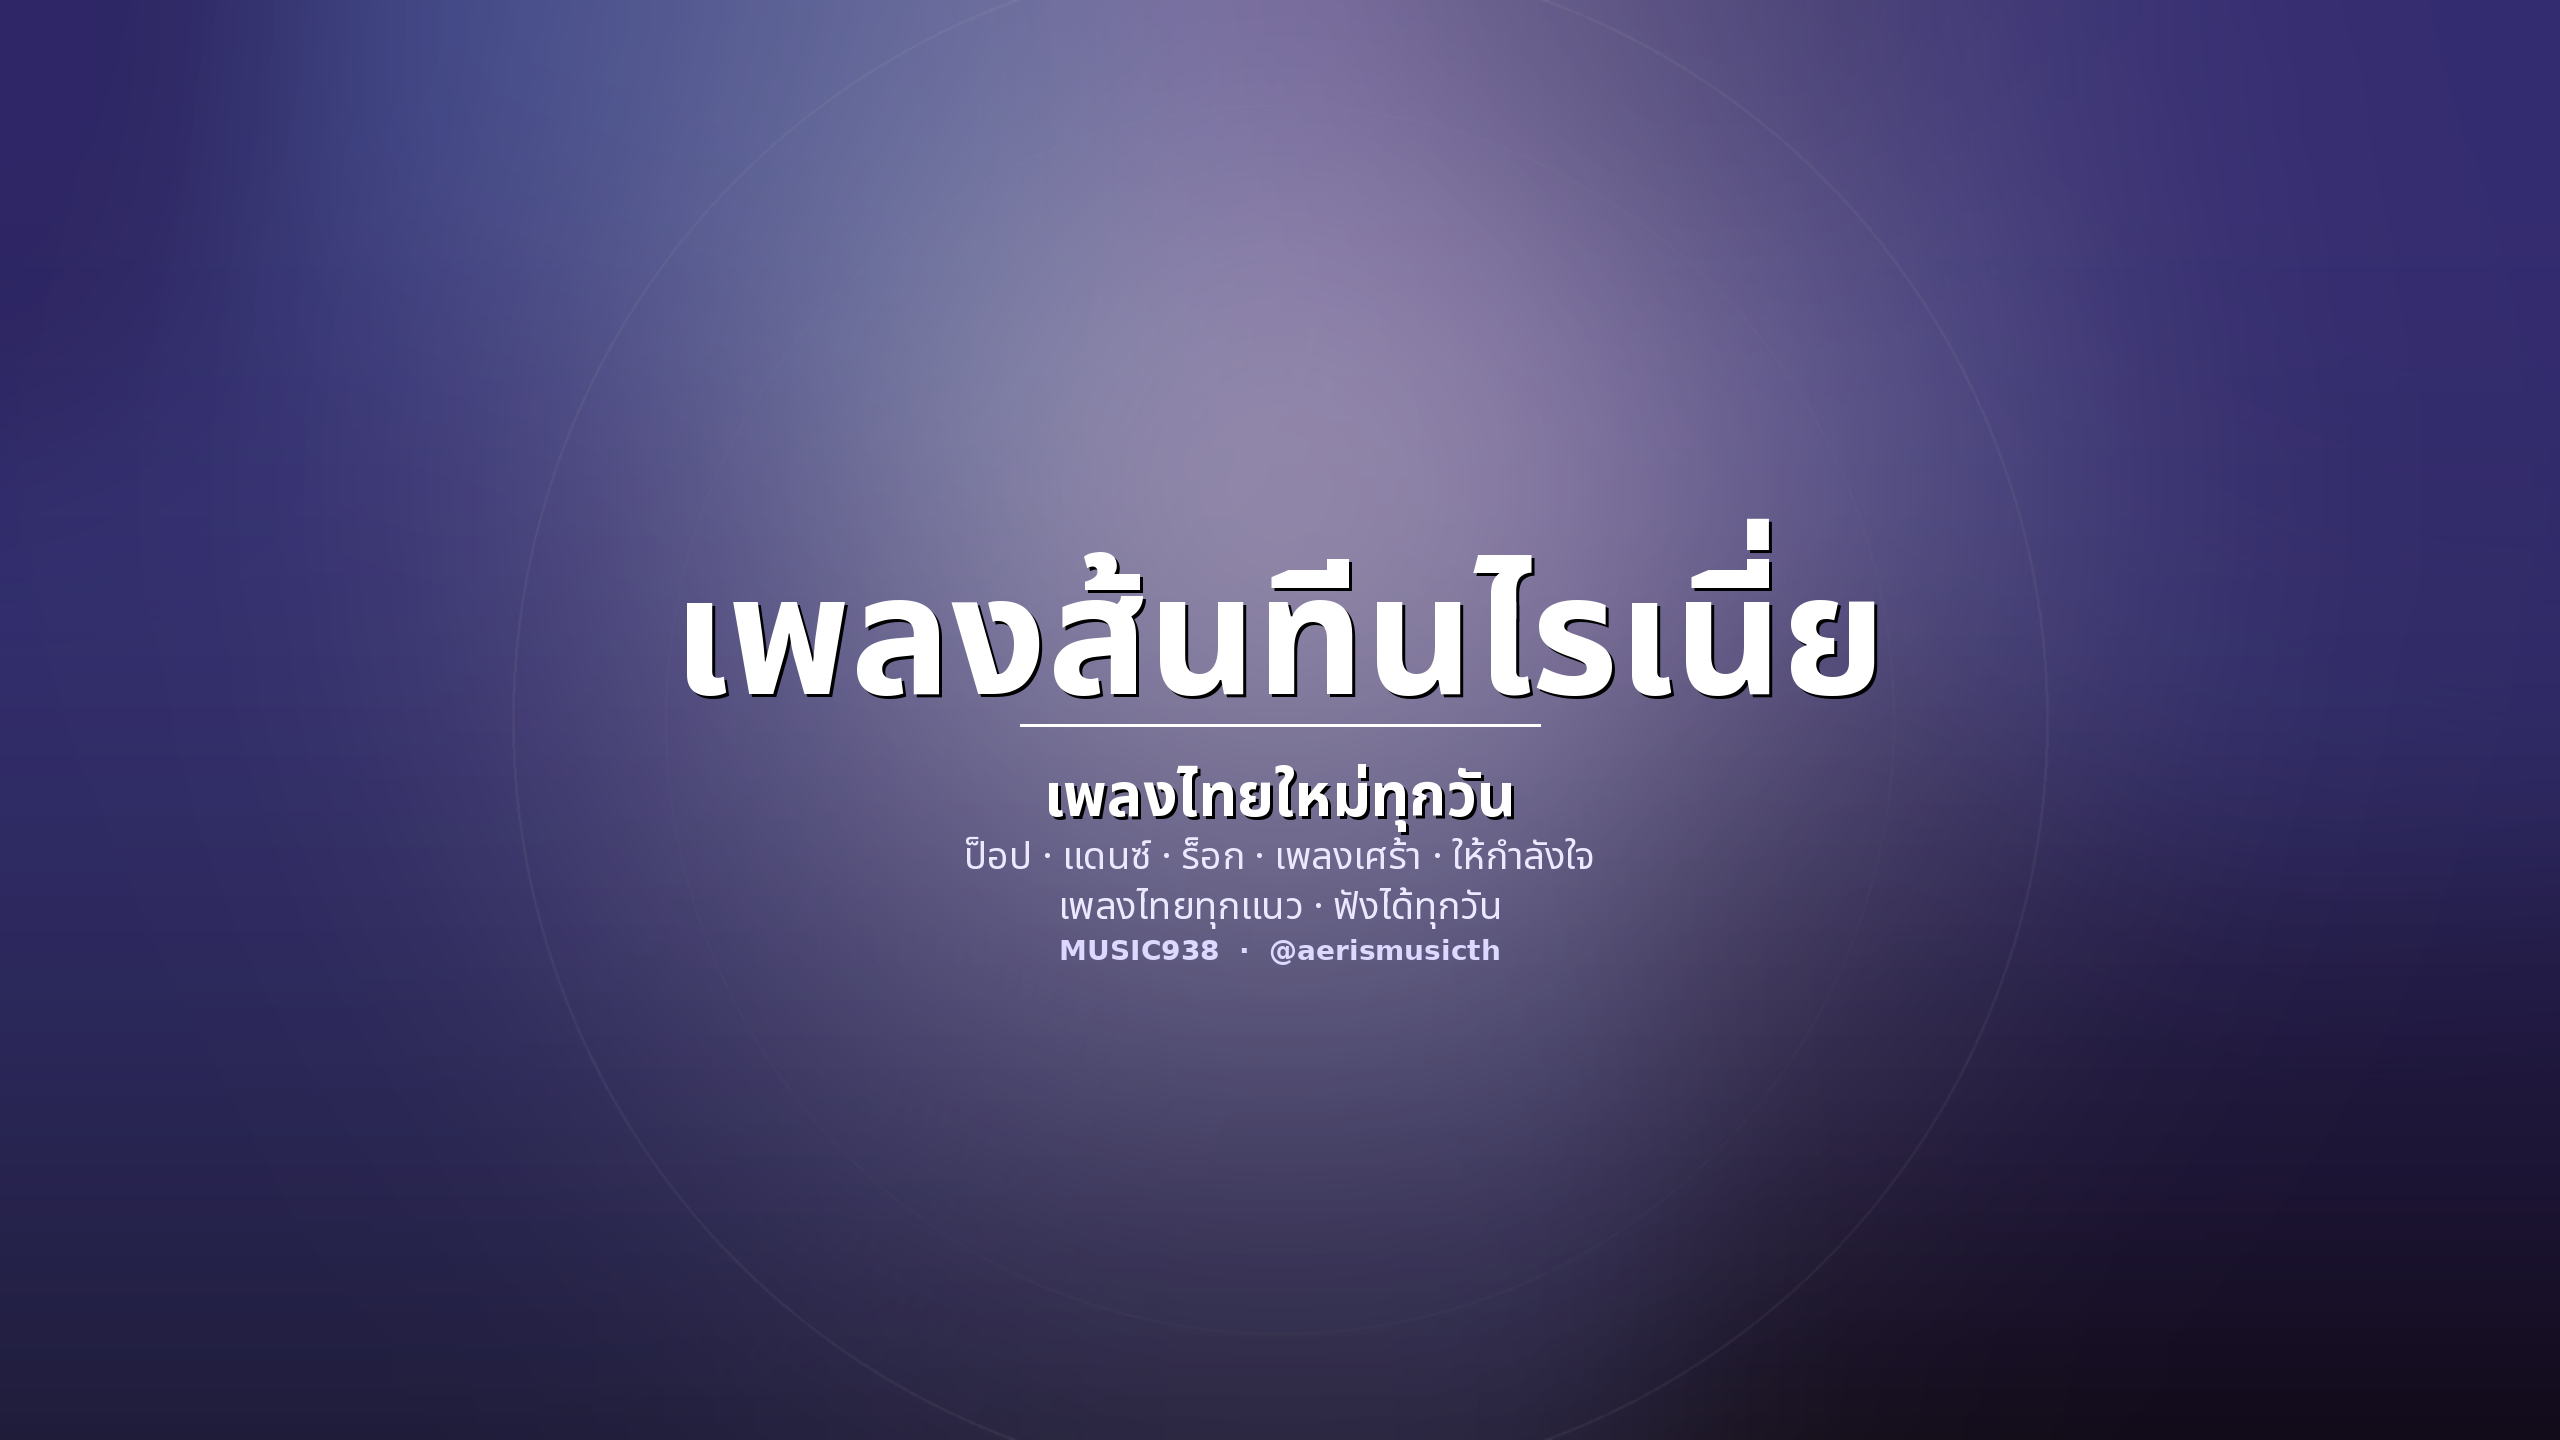 เพลงส้นทีนไรเนี่ย
เพลงไทยใหม่ทุกวัน
ป็อป · แดนซ์ · ร็อก · เพลงเศร้า · ให้กำลังใจ
เพลงไทยทุกแนว · ฟังได้ทุกวัน
MUSIC938 · @aerismusicth